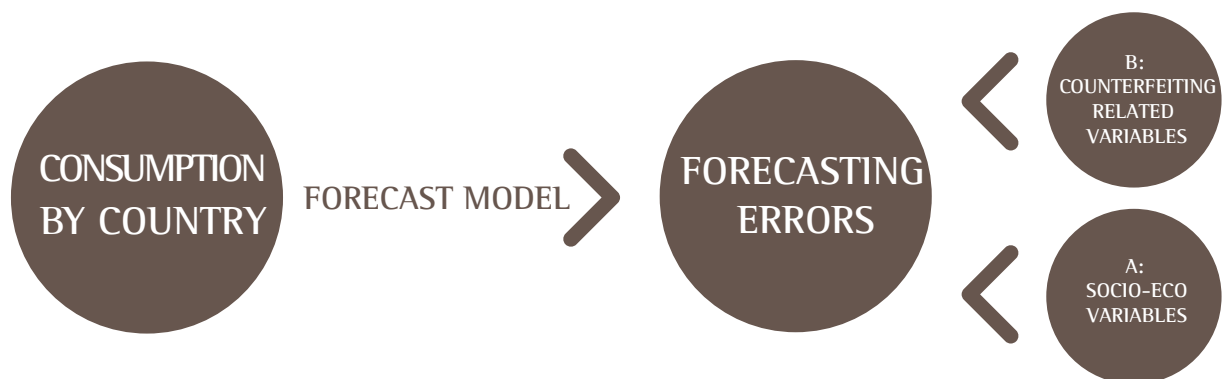 CONSUMPTION
BY COUNTRY
FORECAST MODEL
FORECASTING
ERRORS
B:
COUNTERFEITING
RELATED
VARIABLES
A:
SOCIO-ECO
VARIABLES